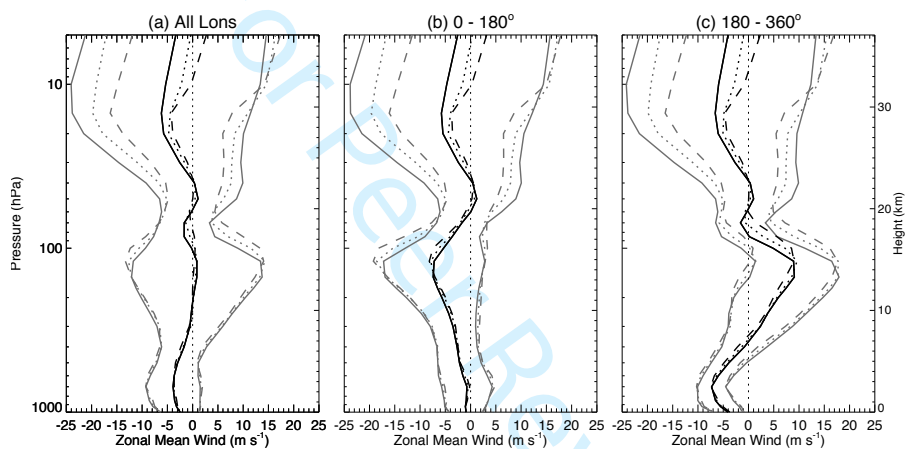 (a) All Lons
(b) 0 - 180°
(c) 180 - 360°
or Peer Re
10
100
1000
Pressure (hPa)
30
20
10
0
Height (km)
-25 -20 -15 -10 -5 0 5 10 15 20 25
-25 -20 -15 -10 -5 0 5 10 15 20 25
-25 -20 -15 -10 -5 0 5 10 15 20 25
Zonal Mean Wind (m s⁻¹)
Zonal Mean Wind (m s⁻¹)
Zonal Mean Wind (m s⁻¹)